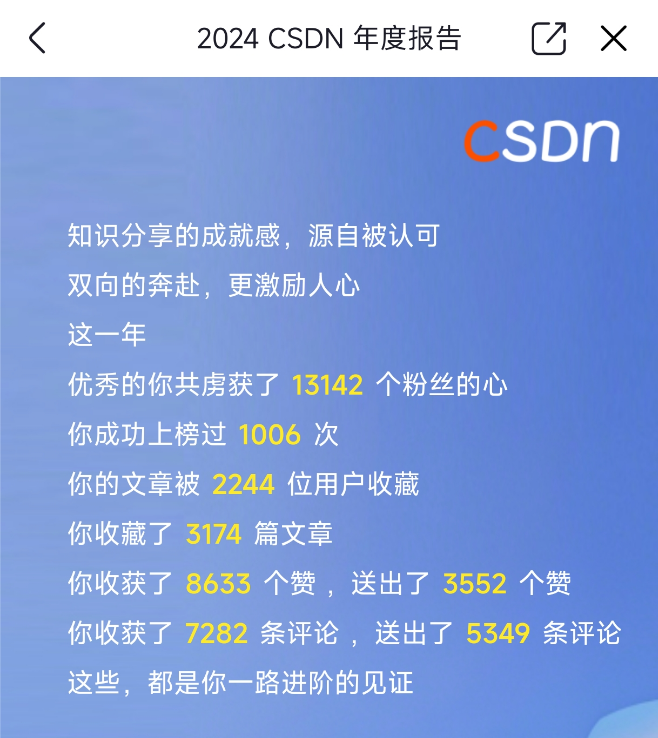 2024 CSDN 年度报告
CSDN
知识分享的成就感，源自被认可
双向的奔赴，更激励人心
这一年
优秀的你共虏获了 13142 个粉丝的心
你成功上榜过 1006 次
你的文章被 2244 位用户收藏
你收藏了 3174 篇文章
你收获了 8633 个赞 ，送出了 3552 个赞
你收获了 7282 条评论 ，送出了 5349 条评论
这些，都是你一路进阶的见证